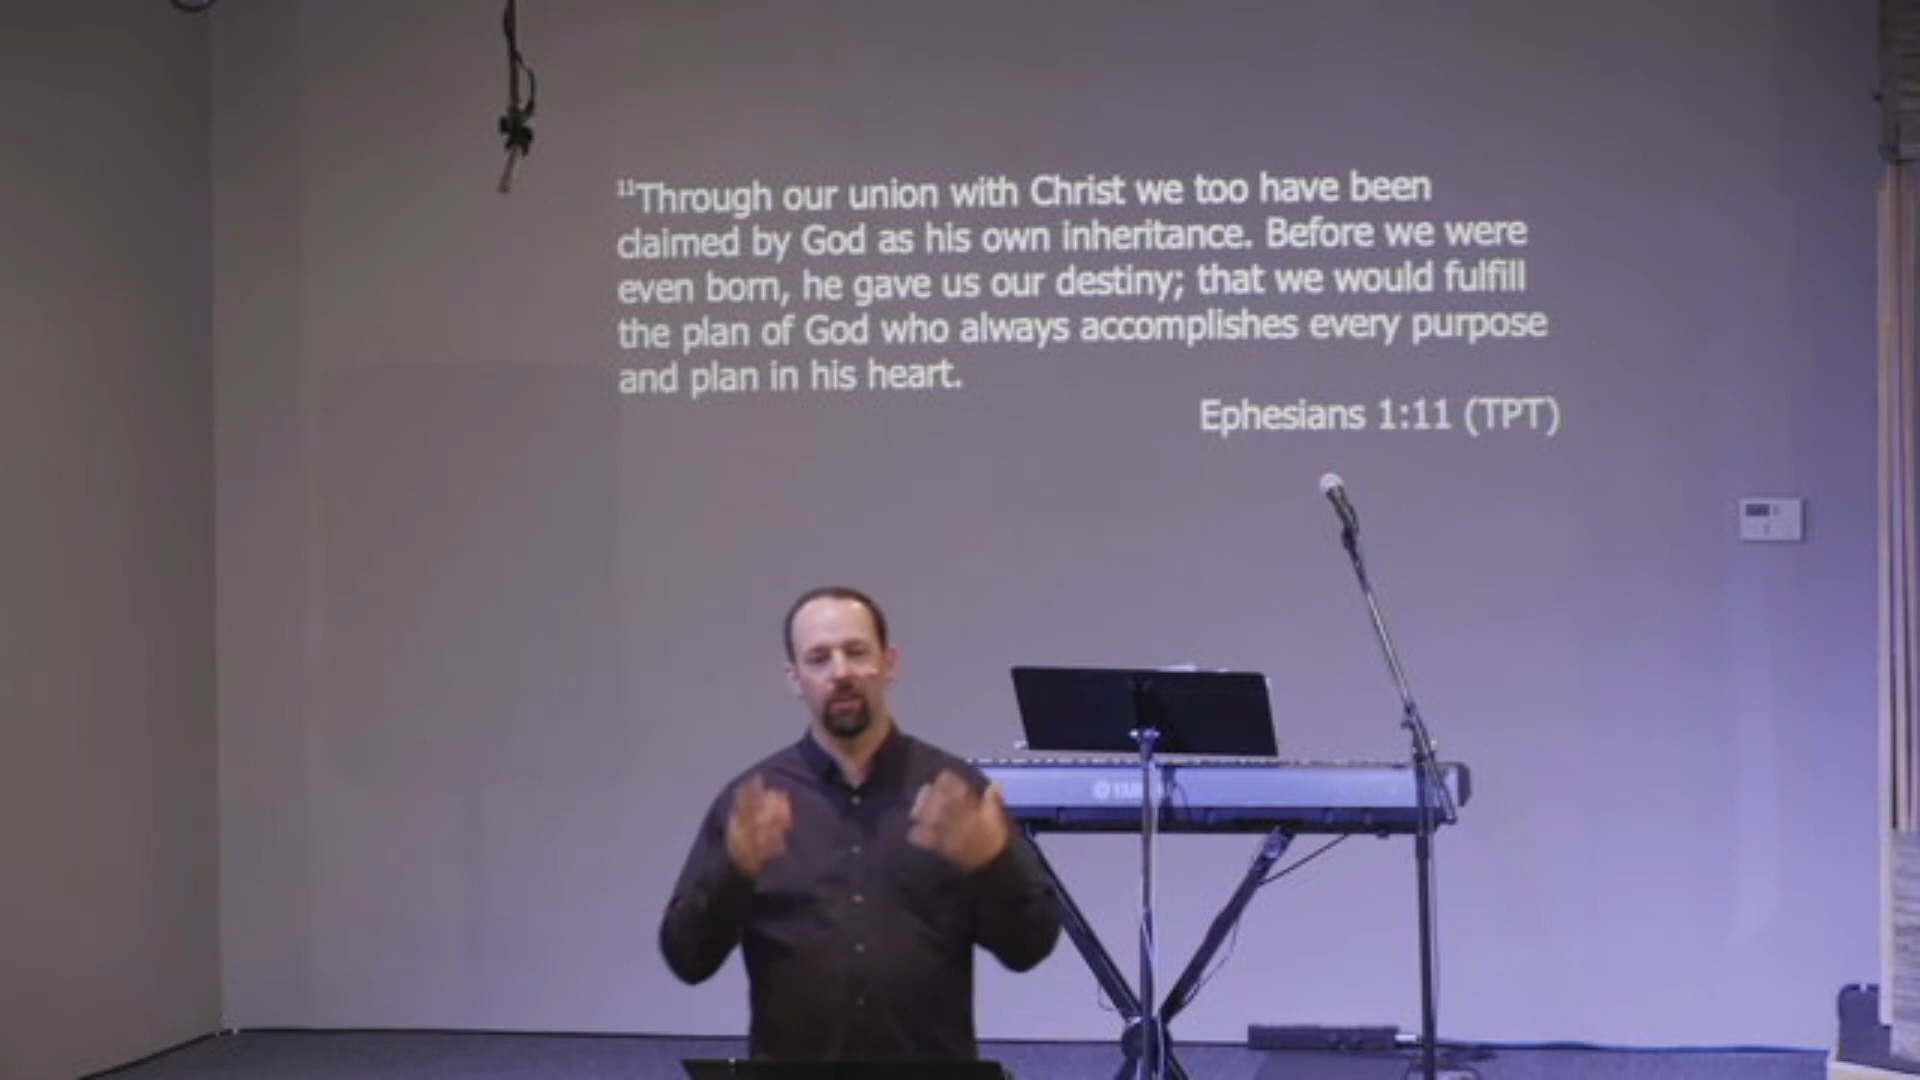 ¹¹Through our union with Christ we too have been
claimed by God as his own inheritance. Before we were
even born, he gave us our destiny; that we would fulfill
the plan of God who always accomplishes every purpose
and plan in his heart.
Ephesians 1:11 (TPT)